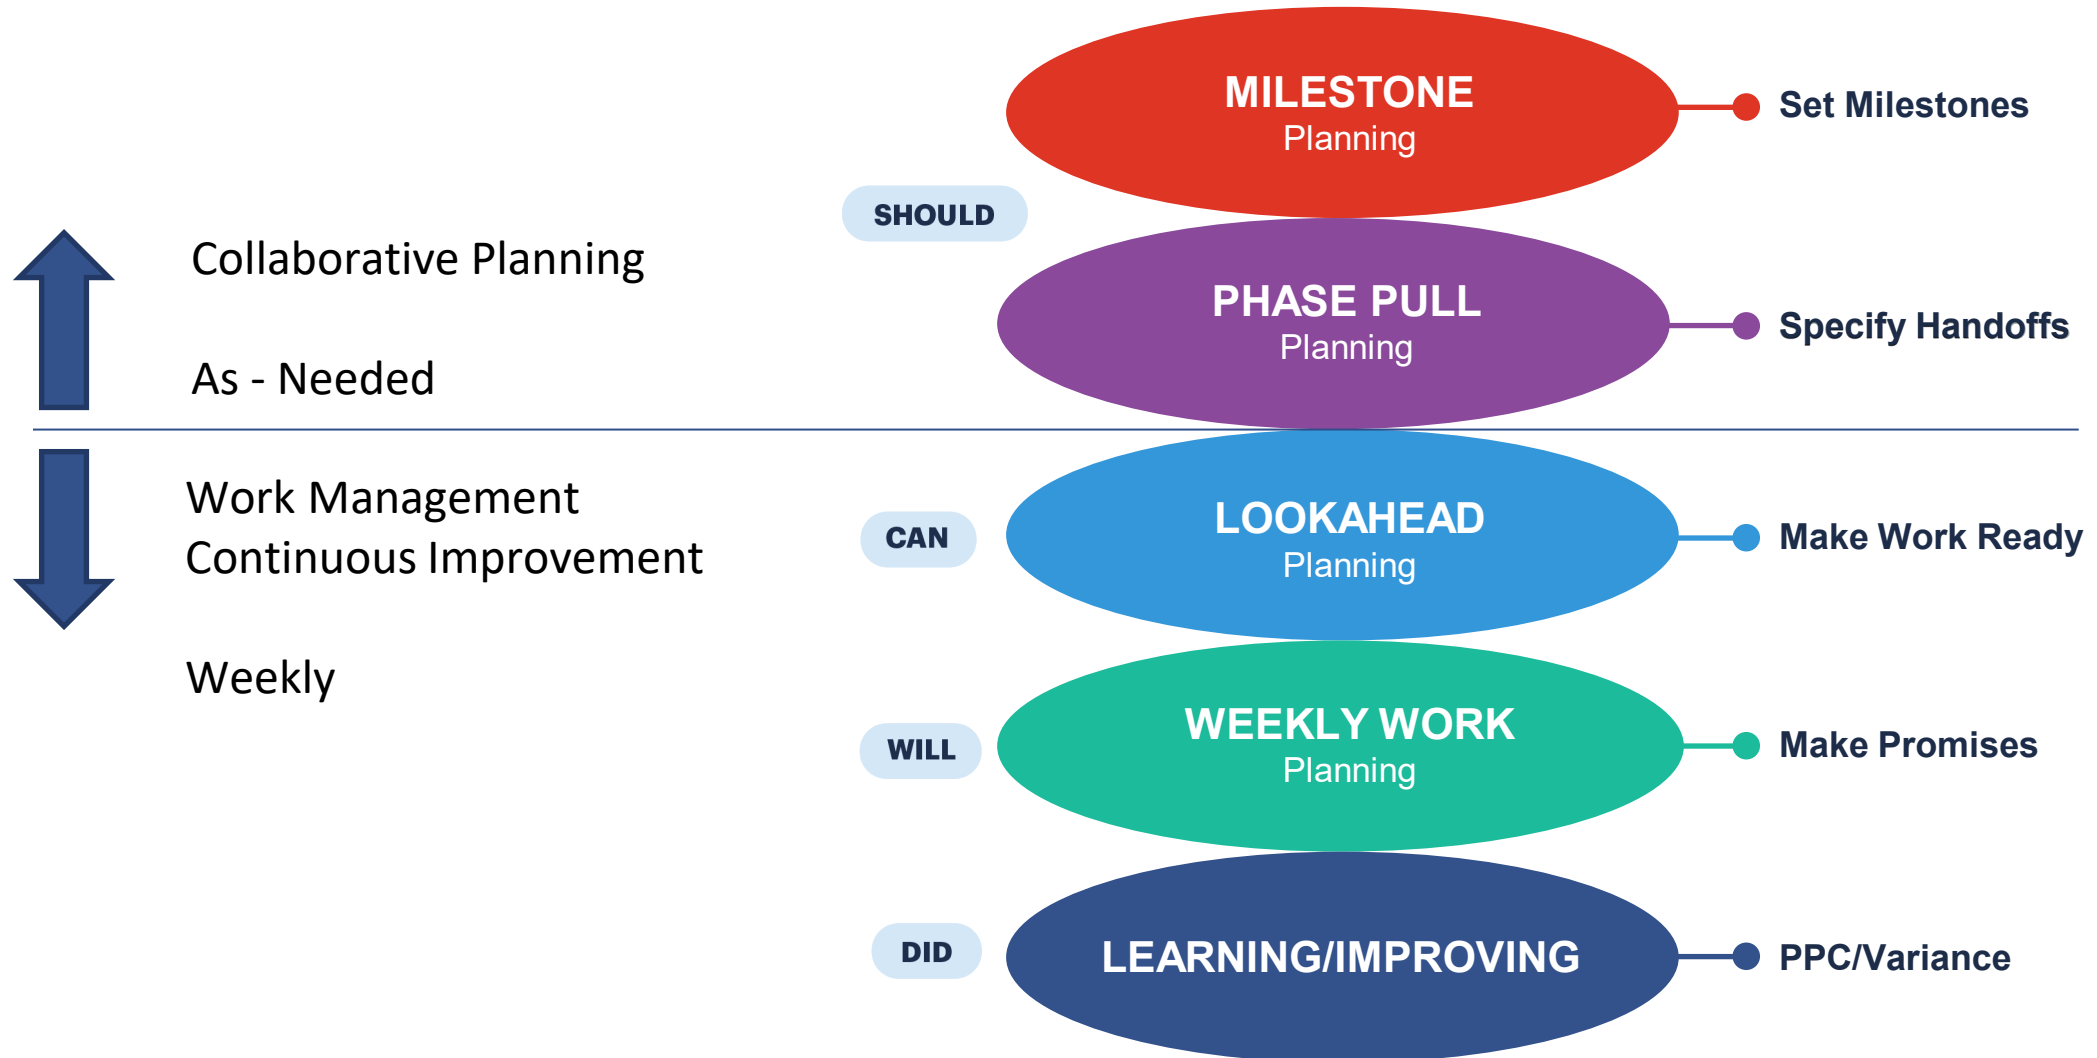 MILESTONE
Planning
Set Milestones
SHOULD
Collaborative Planning
As - Needed
PHASE PULL
Planning
Specify Handoffs
Work Management
Continuous Improvement
Weekly
CAN
LOOKAHEAD
Planning
Make Work Ready
WILL
WEEKLY WORK
Planning
Make Promises
DID
LEARNING/IMPROVING
PPC/Variance